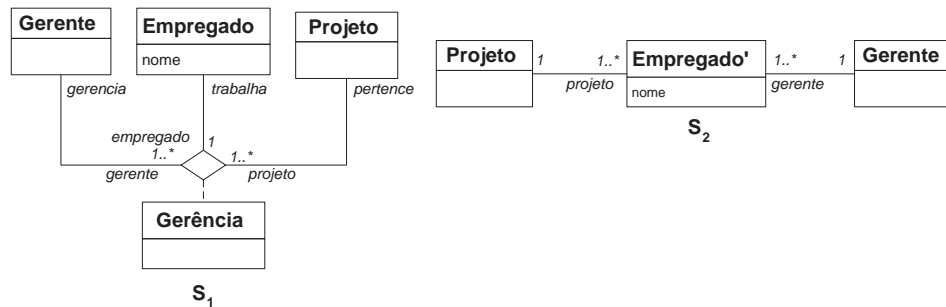 Gerente
Empregado
nome
Projeto
gerencia
trabalha
pertence
empregado
1
1..*
1..*
gerente
projeto
Gerência
S1
Projeto
1
1..*
projeto
Empregado'
nome
1..*
1
gerente
Gerente
S2